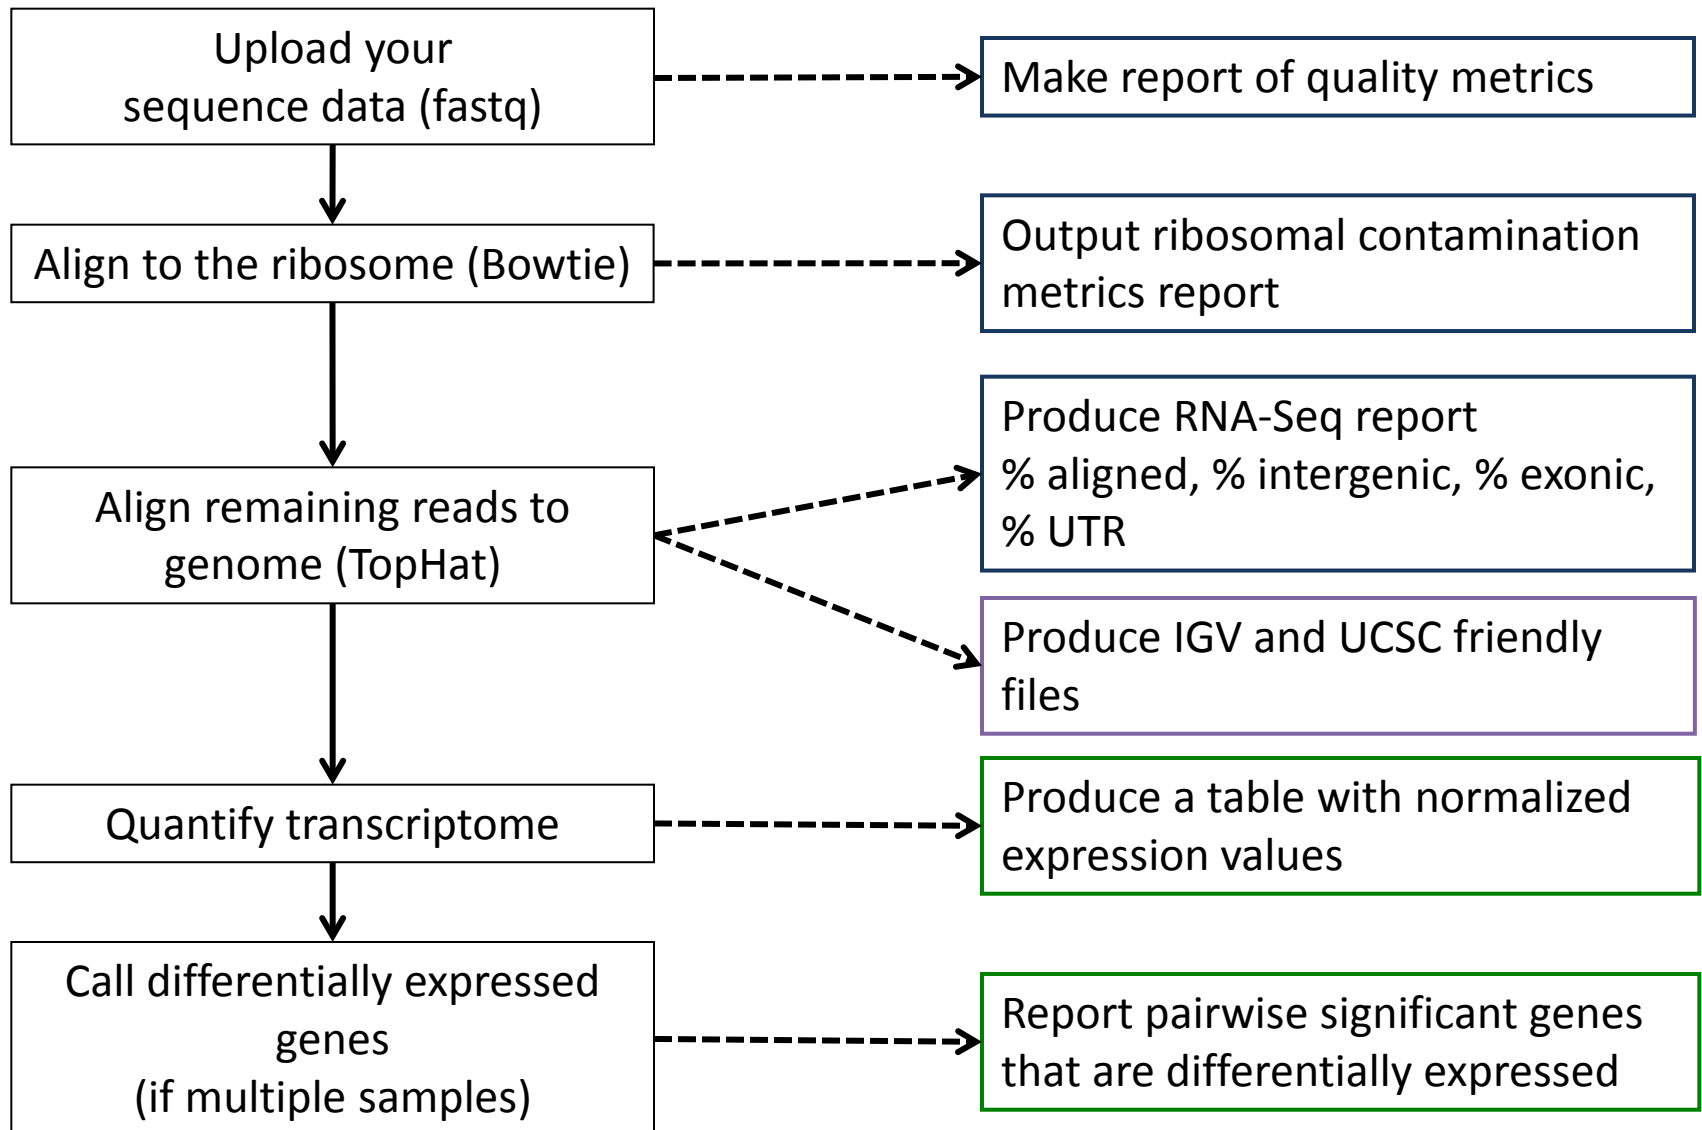 Upload your
sequence data (fastq)
Make report of quality metrics
Align to the ribosome (Bowtie)
Output ribosomal contamination
metrics report
Align remaining reads to
genome (TopHat)
Produce RNA-Seq report
% aligned, % intergenic, % exonic,
% UTR
Produce IGV and UCSC friendly
files
Quantify transcriptome
Produce a table with normalized
expression values
Call differentially expressed
genes
(if multiple samples)
Report pairwise significant genes
that are differentially expressed